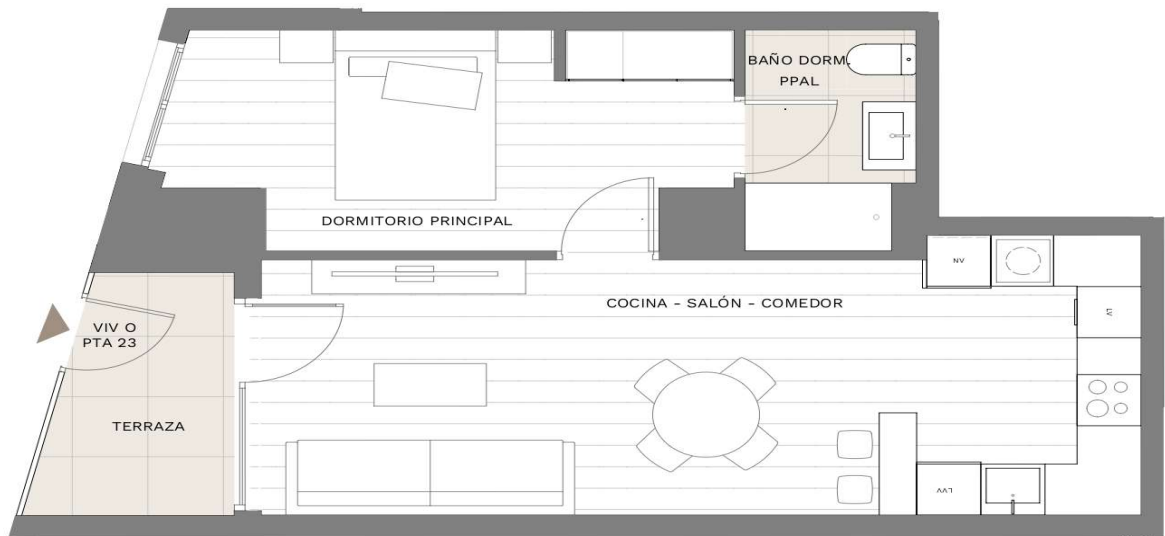 BAÑO DORM.
PPAL
DORMITORIO PRINCIPAL
NV
COCINA - SALÓN - COMEDOR
LV
VIV O
PTA 23
TERRAZA
LVV